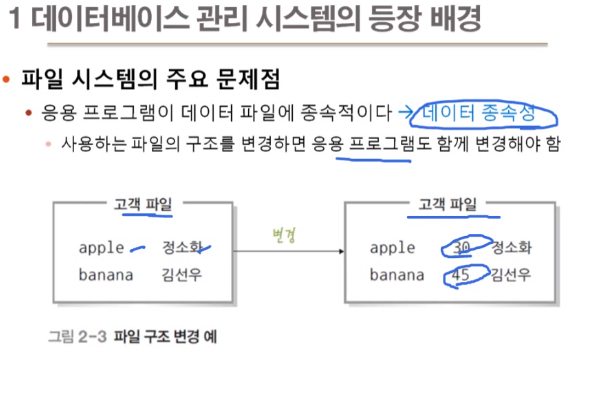 1 데이터베이스 관리 시스템의 등장 배경
• 파일 시스템의 주요 문제점
• 응용 프로그램이 데이터 파일에 종속적이다 → 데이터 종속성
• 사용하는 파일의 구조를 변경하면 응용 프로그램도 함께 변경해야 함
고객 파일
apple 정소화
banana 김선우
변경
고객 파일
apple 30 정소화
banana 45 김선우
그림 2-3 파일 구조 변경 예